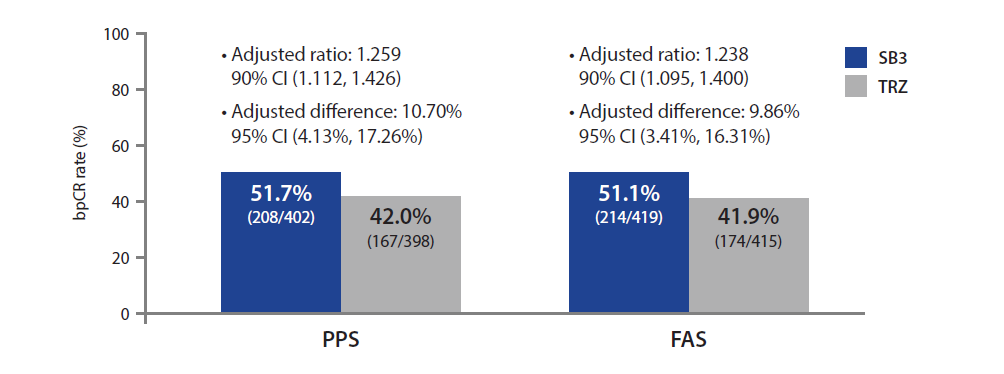 100
80
60
40
20
0
bpCR rate (%)
• Adjusted ratio: 1.259
90% CI (1.112, 1.426)
• Adjusted difference: 10.70%
95% CI (4.13%, 17.26%)
• Adjusted ratio: 1.238
90% CI (1.095, 1.400)
• Adjusted difference: 9.86%
95% CI (3.41%, 16.31%)
SB3
TRZ
51.7%
(208/402)
42.0%
(167/398)
51.1%
(214/419)
41.9%
(174/415)
PPS
FAS